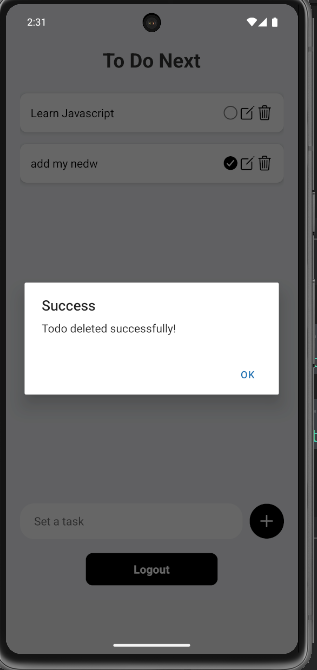 2:31
To Do Next
Learn Javascript
add my nedw
Success
Todo deleted successfully!
OK
Set a task
Logout